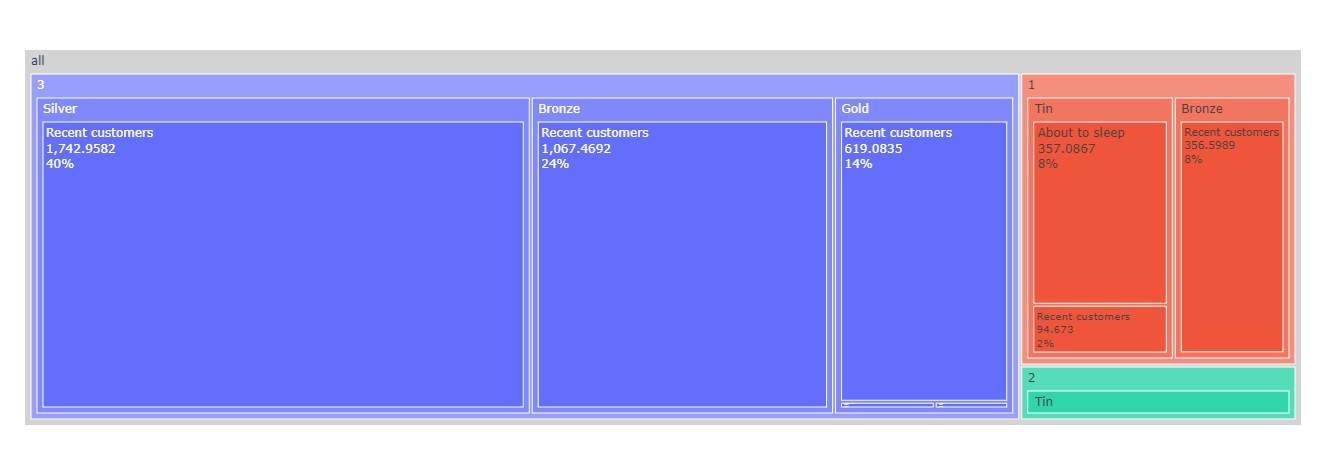 all
3
Silver
Recent customers
1,742.9582
40%
Bronze
Recent customers
1,067.4692
24%
Gold
Recent customers
619.0835
14%
1
Tin
About to sleep
357.0867
8%
Recent customers
94.673
2%
Bronze
Recent customers
356.5989
8%
2
Tin